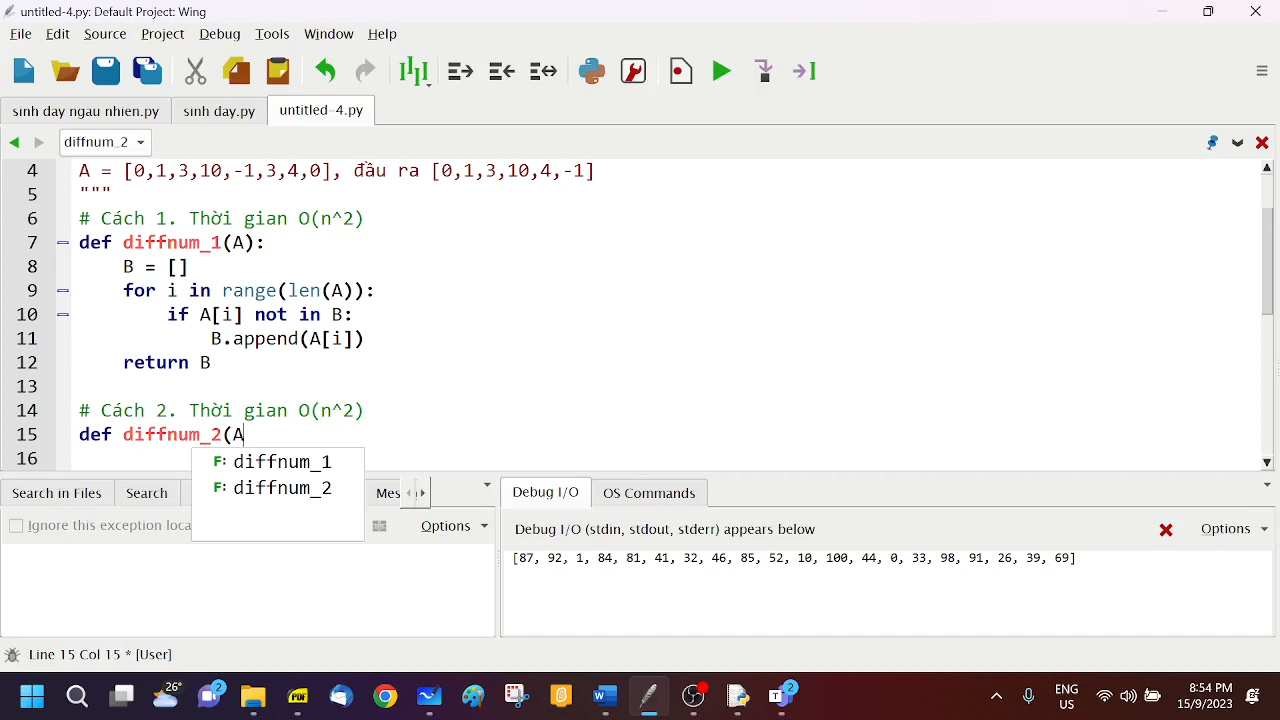 untitled-4.py: Default Project: Wing
File Edit Source Project Debug Tools Window Help
sinh day ngau nhien.py sinh day.py untitled-4.py
diffnum_2
4 A = [0,1,3,10,-1,3,4,0], đầu ra [0,1,3,10,4,-1]
5 """
6 # Cách 1. Thời gian O(n^2)
7 def diffnum_1(A):
8 B = []
9 for i in range(len(A)):
10 if A[i] not in B:
11 B.append(A[i])
12 return B
13
14 # Cách 2. Thời gian O(n^2)
15 def diffnum_2(A
16
F: diffnum_1
F: diffnum_2
Search in Files Search Mes Debug I/O OS Commands
Ignore this exception loca Options Debug I/O (stdin, stdout, stderr) appears below Options
[87, 92, 1, 84, 81, 41, 32, 46, 85, 52, 10, 100, 44, 0, 33, 98, 91, 26, 39, 69]
Line 15 Col 15 * [User]
26° 2 PDF 2 ENG US 8:54 PM 15/9/2023